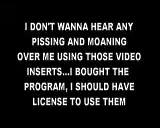 I DON'T WANNA HEAR ANY
PISSING AND MOANING
OVER ME USING THOSE VIDEO
INSERTS...I BOUGHT THE
PROGRAM, I SHOULD HAVE
LICENSE TO USE THEM